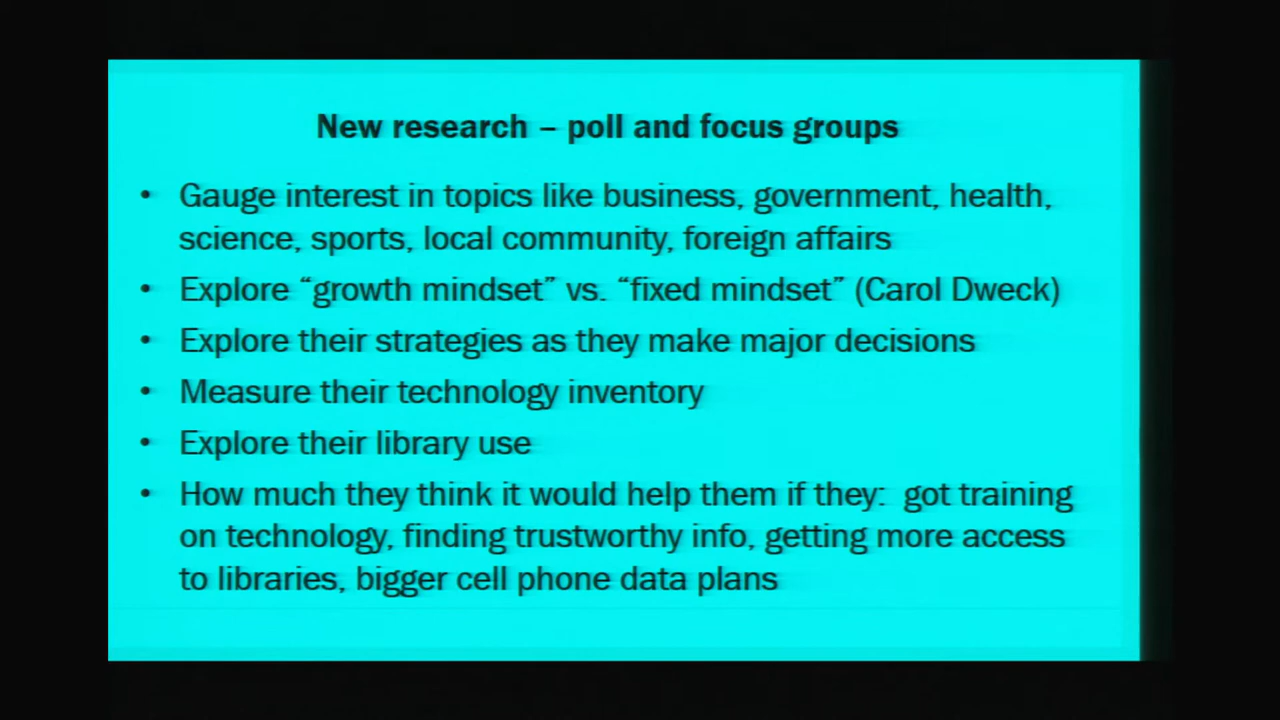 New research – poll and focus groups
• Gauge interest in topics like business, government, health,
science, sports, local community, foreign affairs
• Explore “growth mindset” vs. “fixed mindset” (Carol Dweck)
• Explore their strategies as they make major decisions
• Measure their technology inventory
• Explore their library use
• How much they think it would help them if they:  got training
on technology, finding trustworthy info, getting more access
to libraries, bigger cell phone data plans